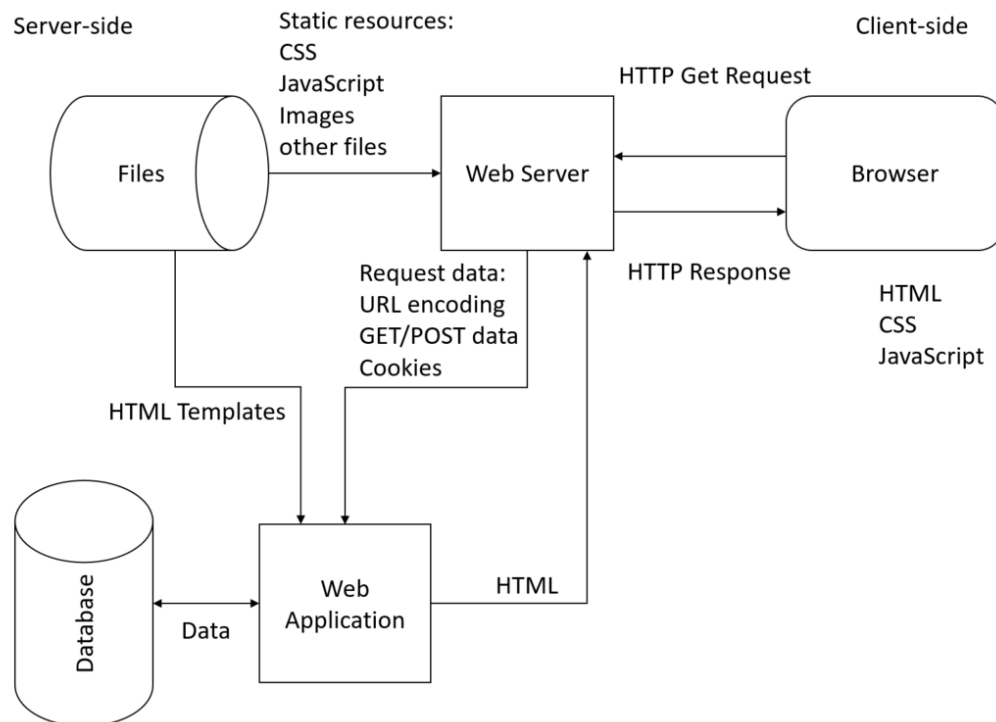 Server-side
Static resources:
CSS
JavaScript
Images
other files
Client-side
HTTP Get Request
Files
Web Server
Browser
Request data:
URL encoding
GET/POST data
Cookies
HTTP Response
HTML
CSS
JavaScript
HTML Templates
Database
Data
Web
Application
HTML